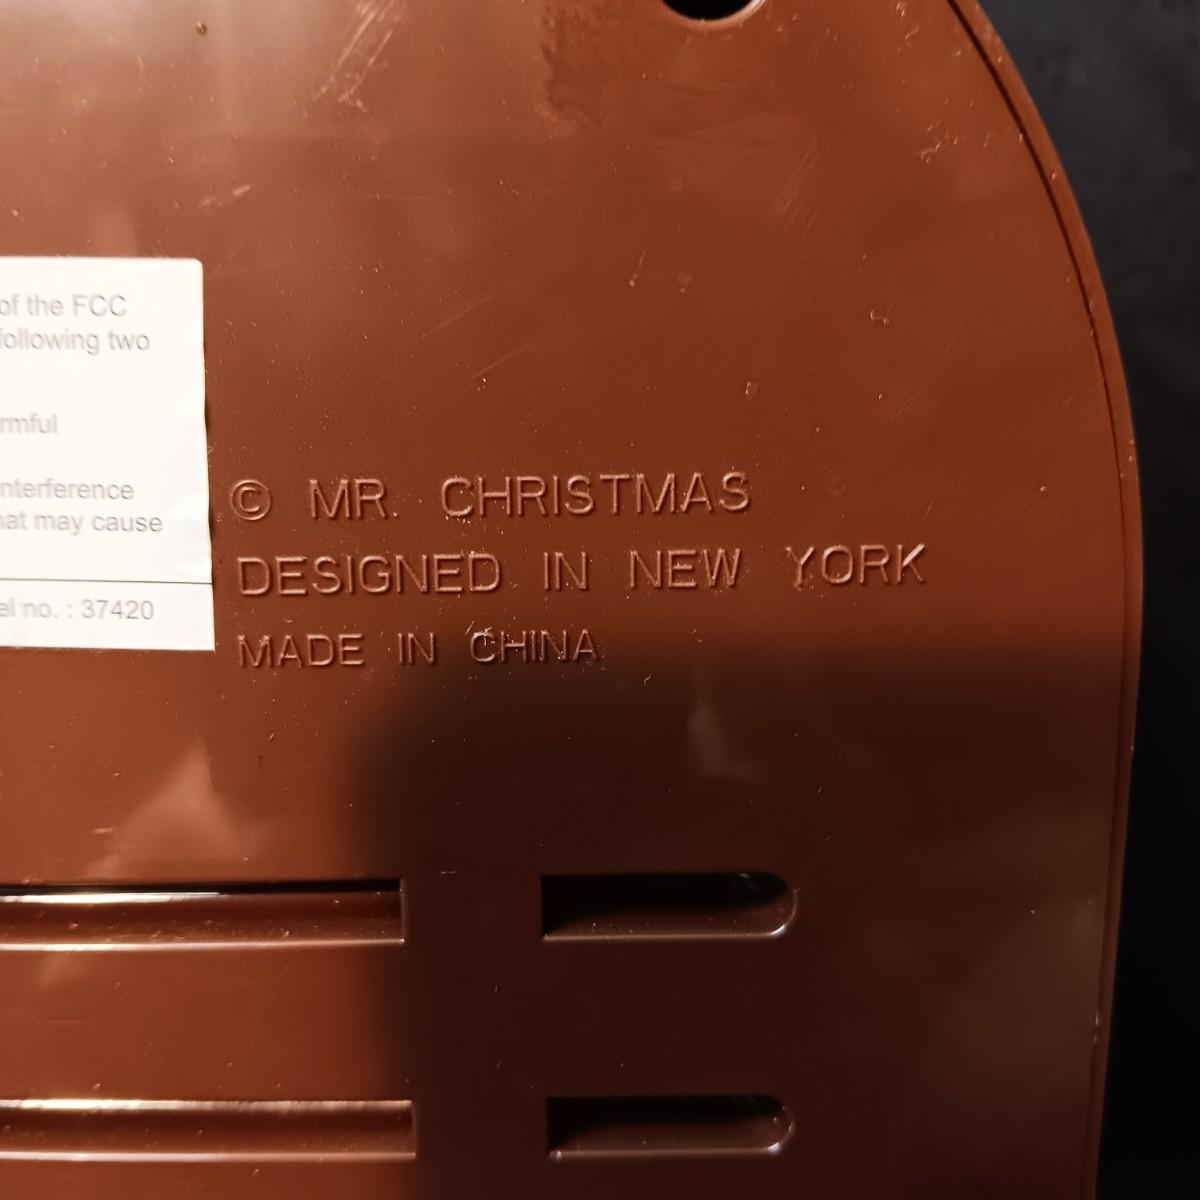 of the FCC
following two
rmful
nterference
hat may cause
el no. : 37420
© MR. CHRISTMAS
DESIGNED IN NEW YORK
MADE IN CHINA